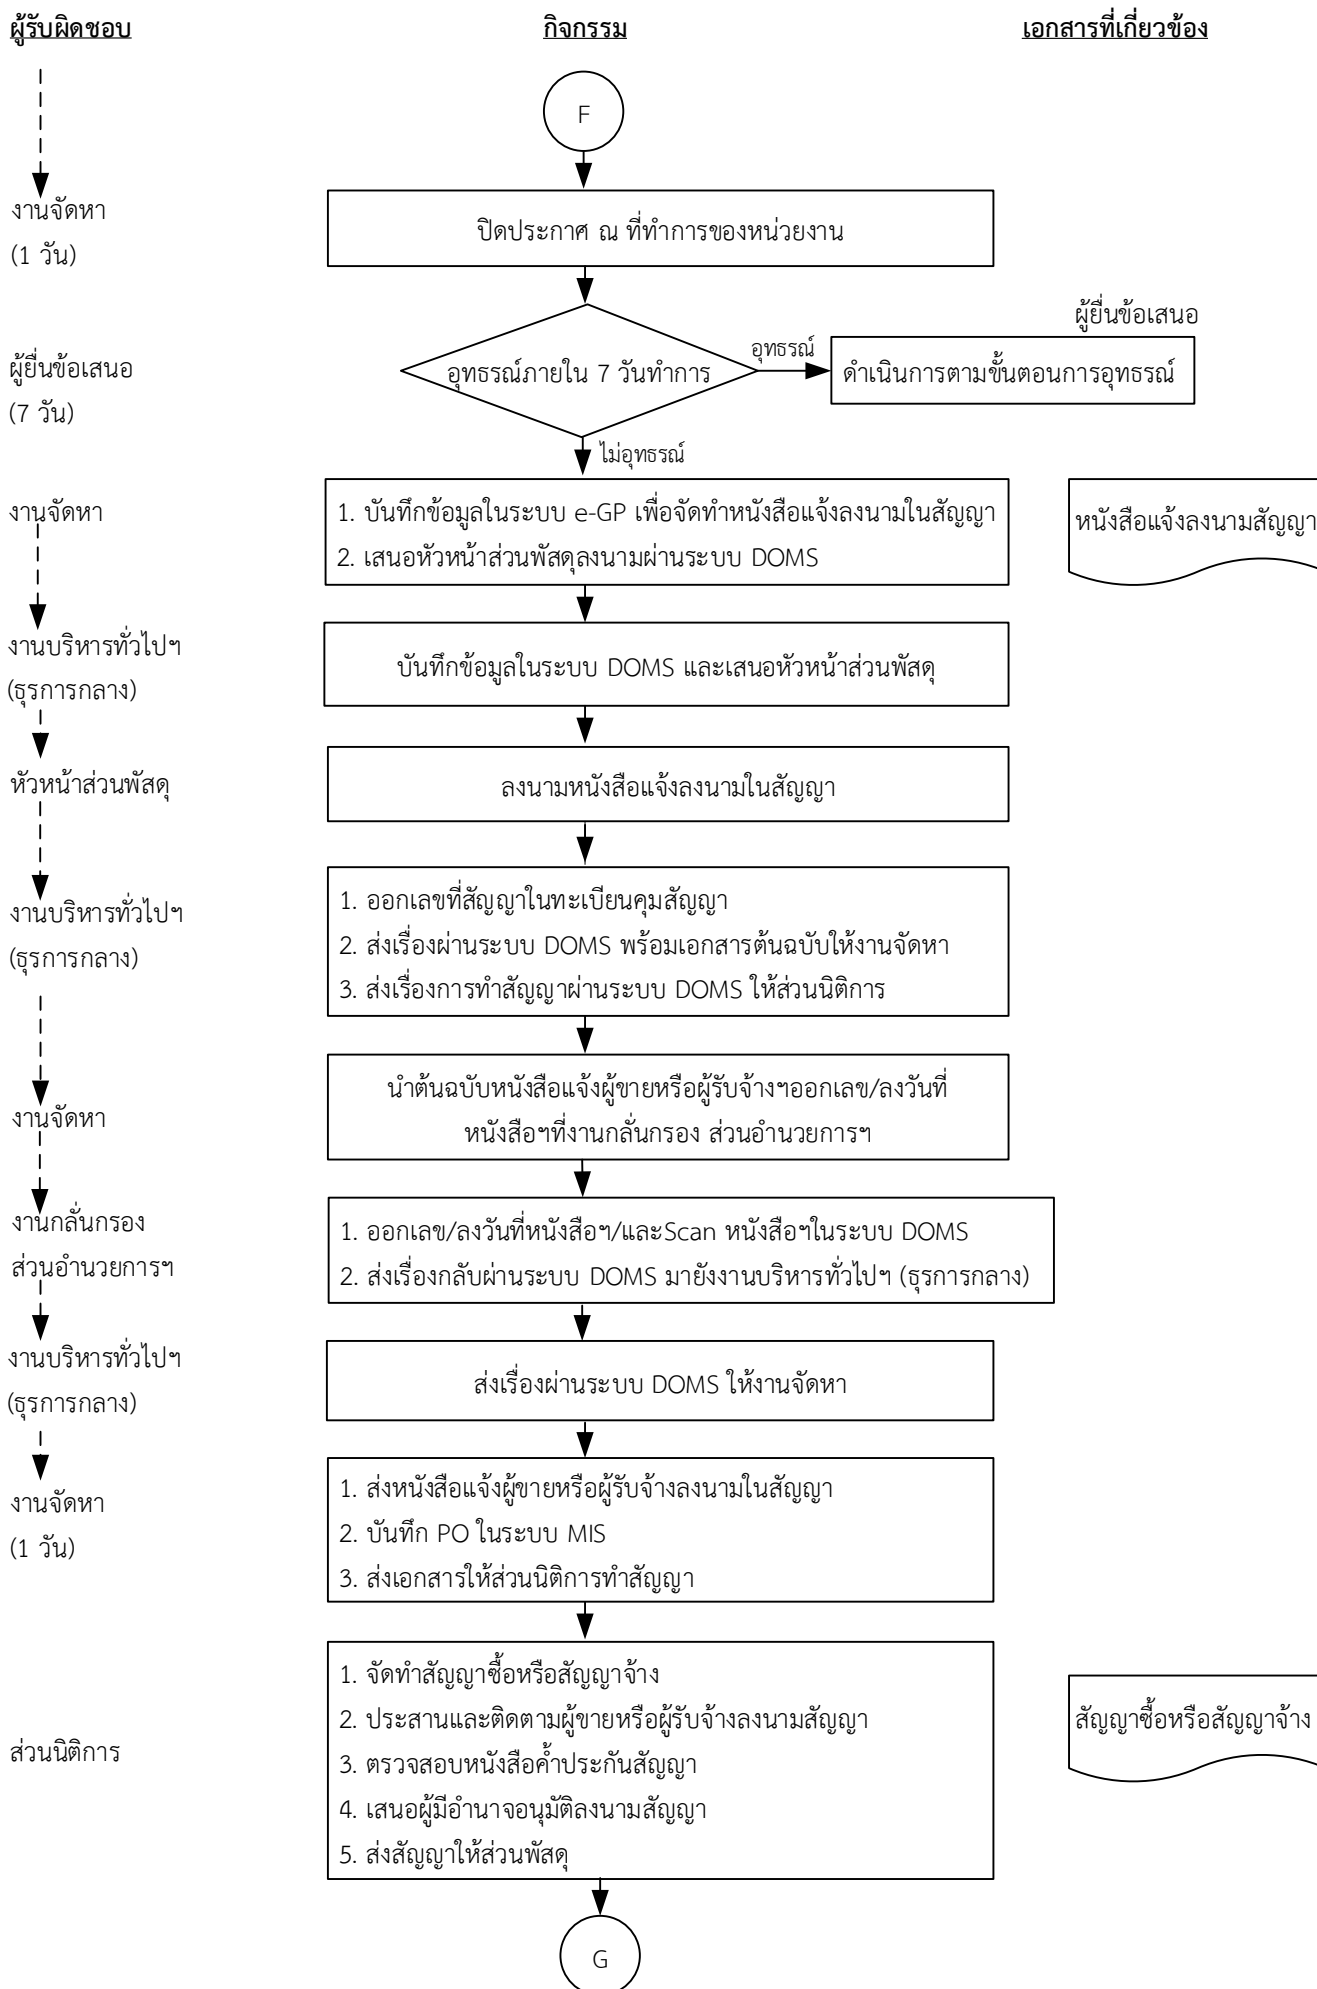 ผู้รับผิดชอบ กิจกรรม เอกสารที่เกี่ยวข้อง
F
งานจัดหา
(1 วัน)
ปิดประกาศ ณ ที่ทำการของหน่วยงาน
ผู้ยื่นข้อเสนอ
(7 วัน)
อุทธรณ์ภายใน 7 วันทำการ
อุทธรณ์
ผู้ยื่นข้อเสนอ
ดำเนินการตามขั้นตอนการอุทธรณ์
ไม่อุทธรณ์
งานจัดหา
1. บันทึกข้อมูลในระบบ e-GP เพื่อจัดทำหนังสือแจ้งลงนามในสัญญา
2. เสนอหัวหน้าส่วนพัสดุลงนามผ่านระบบ DOMS
หนังสือแจ้งลงนามสัญญา
งานบริหารทั่วไปฯ
(ธุรการกลาง)
บันทึกข้อมูลในระบบ DOMS และเสนอหัวหน้าส่วนพัสดุ
หัวหน้าส่วนพัสดุ
ลงนามหนังสือแจ้งลงนามในสัญญา
งานบริหารทั่วไปฯ
(ธุรการกลาง)
1. ออกเลขที่สัญญาในทะเบียนคุมสัญญา
2. ส่งเรื่องผ่านระบบ DOMS พร้อมเอกสารต้นฉบับให้งานจัดหา
3. ส่งเรื่องการทำสัญญาผ่านระบบ DOMS ให้ส่วนนิติการ
งานจัดหา
นำต้นฉบับหนังสือแจ้งผู้ขายหรือผู้รับจ้างฯออกเลข/ลงวันที่
หนังสือฯที่งานกลั่นกรอง ส่วนอำนวยการฯ
งานกลั่นกรอง
ส่วนอำนวยการฯ
1. ออกเลข/ลงวันที่หนังสือฯ/และScan หนังสือฯในระบบ DOMS
2. ส่งเรื่องกลับผ่านระบบ DOMS มายังงานบริหารทั่วไปฯ (ธุรการกลาง)
งานบริหารทั่วไปฯ
(ธุรการกลาง)
ส่งเรื่องผ่านระบบ DOMS ให้งานจัดหา
งานจัดหา
(1 วัน)
1. ส่งหนังสือแจ้งผู้ขายหรือผู้รับจ้างลงนามในสัญญา
2. บันทึก PO ในระบบ MIS
3. ส่งเอกสารให้ส่วนนิติการทำสัญญา
ส่วนนิติการ
1. จัดทำสัญญาซื้อหรือสัญญาจ้าง
2. ประสานและติดตามผู้ขายหรือผู้รับจ้างลงนามสัญญา
3. ตรวจสอบหนังสือค้ำประกันสัญญา
4. เสนอผู้มีอำนาจอนุมัติลงนามสัญญา
5. ส่งสัญญาให้ส่วนพัสดุ
สัญญาซื้อหรือสัญญาจ้าง
G